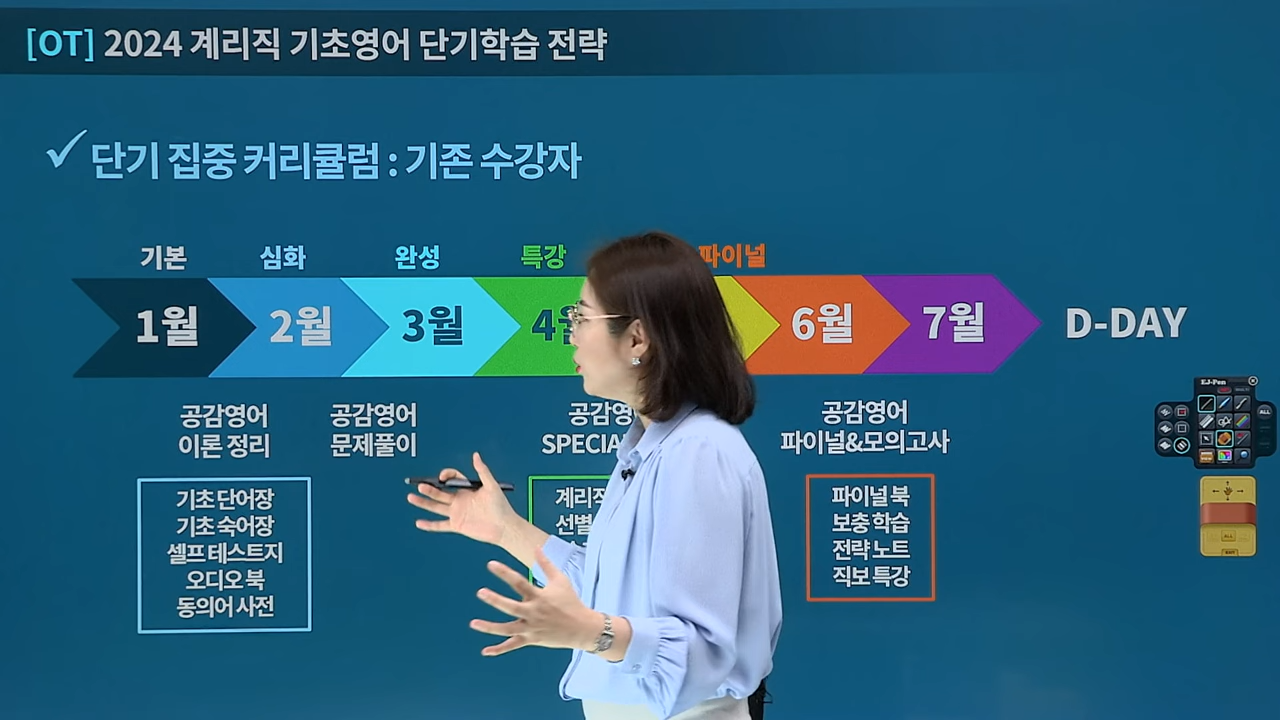 [OT] 2024 계리직 기초영어 단기학습 전략
✓ 단기 집중 커리큘럼 : 기존 수강자
기본 심화 완성 특강 파이널
1월 2월 3월 6월 7월 D-DAY
공감영어
이론 정리
공감영어
문제풀이
공감영
공감영어
파이널&모의고사
기초 단어장
기초 숙어장
셀프 테스트지
오디오 북
동의어 사전
파이널 북
보충 학습
전략 노트
직보 특강
EJ-Pen
ALL